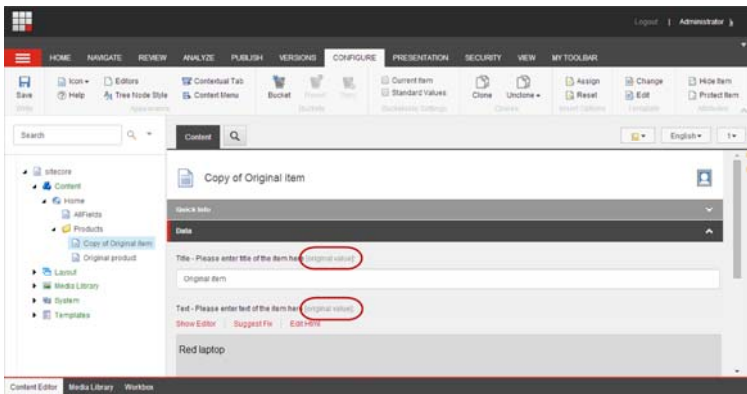 Logout | Administrator
HOME NAVIGATE REVIEW ANALYZE PUBLISH VERSIONS CONFIGURE PRESENTATION SECURITY VIEW MY TOOLBAR
Icon Editors Contextual Tab Current Item Assign Change Hide Item
Save Help Tree Node Style Context Menu Bucket Standard Values Clone Unclone Reset Edit Protect Item
Appearance
Search
Content
English 1
sitecore
Content
Home
AllFields
Products
Copy of Original item
Original product
Layout
Media Library
System
Templates
Copy of Original item
Quick Info
Data
Title - Please enter title of the item here [original value]:
Original item
Text - Please enter text of the item here [original value]:
Show Editor | Suggest Fix | Edit Html
Red laptop
Content Editor Media Library Workbox